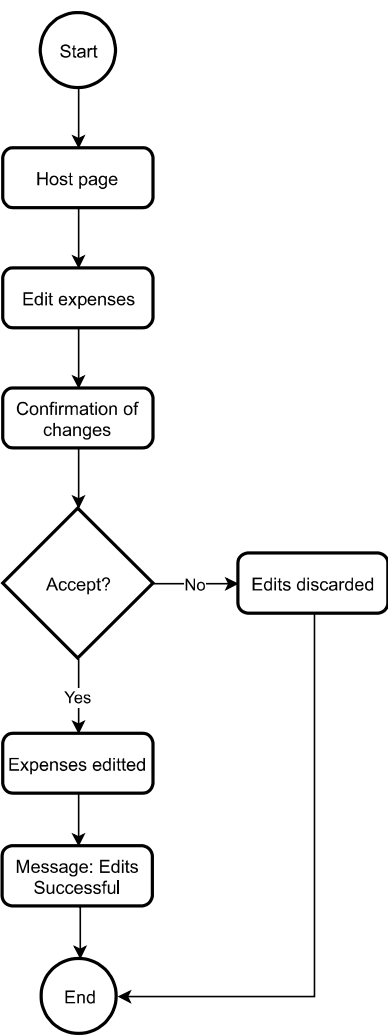 Start
Host page
Edit expenses
Confirmation of
changes
Accept?
No
Edits discarded
Yes
Expenses editted
Message: Edits
Successful
End